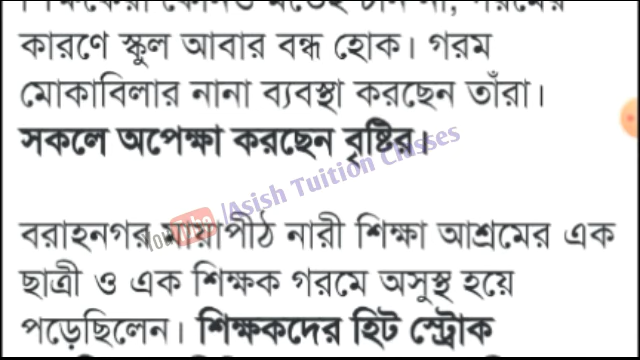 কারণে স্কুল আবার বন্ধ হোক। গরম
মোকাবিলার নানা ব্যবস্থা করছেন তাঁরা।
সকলে অপেক্ষা করছেন বৃষ্টির।
YouTube /Asish Tuition Classes
বরাহনগর মায়াপীঠ নারী শিক্ষা আশ্রমের এক
ছাত্রী ও এক শিক্ষক গরমে অসুস্থ হয়ে
পড়েছিলেন। শিক্ষকদের হিট স্ট্রোক